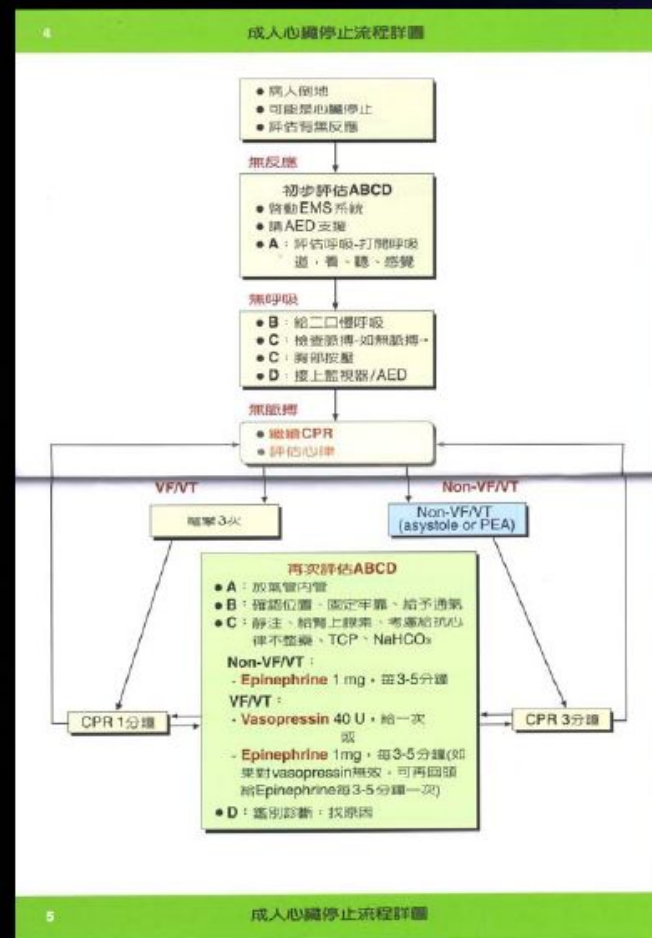 4
成人心臟停止流程詳圖
● 病人倒地
● 可能是心臟停止
● 評估有無反應
無反應
初步評估ABCD
● 啓動EMS系統
● 請AED支援
● A：評估呼吸-打開呼吸
道，看、聽、感覺
無呼吸
● B：給二口慢呼吸
● C：檢查脈搏-如無脈搏→
● C：胸部按壓
● D：接上監視器/AED
無脈搏
● 繼續CPR
● 評估心律
VF/VT
Non-VF/VT
電擊3次
Non-VF/VT
(asystole or PEA)
再次評估ABCD
● A：放氣管內管
● B：確認位置、固定牢靠、給予通氣
● C：靜注、給腎上腺素、考慮給抗心
律不整藥、TCP、NaHCO₃
Non-VF/VT：
- Epinephrine 1 mg，每3-5分鐘
VF/VT：
- Vasopressin 40 U，給一次
或
- Epinephrine 1mg，每3-5分鐘(如
果對vasopressin無效，可再回頭
給Epinephrine每3-5分鐘一次)
● D：鑑別診斷：找原因
CPR 1分鐘
CPR 3分鐘
5
成人心臟停止流程詳圖